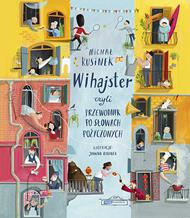 MICHAŁ
RUSINEK
Wihajster
czyli
PRZEWODNIK
PO SŁOWACH
POŻYCZONYCH
ILUSTRACJE
JOANNA RUSINEK